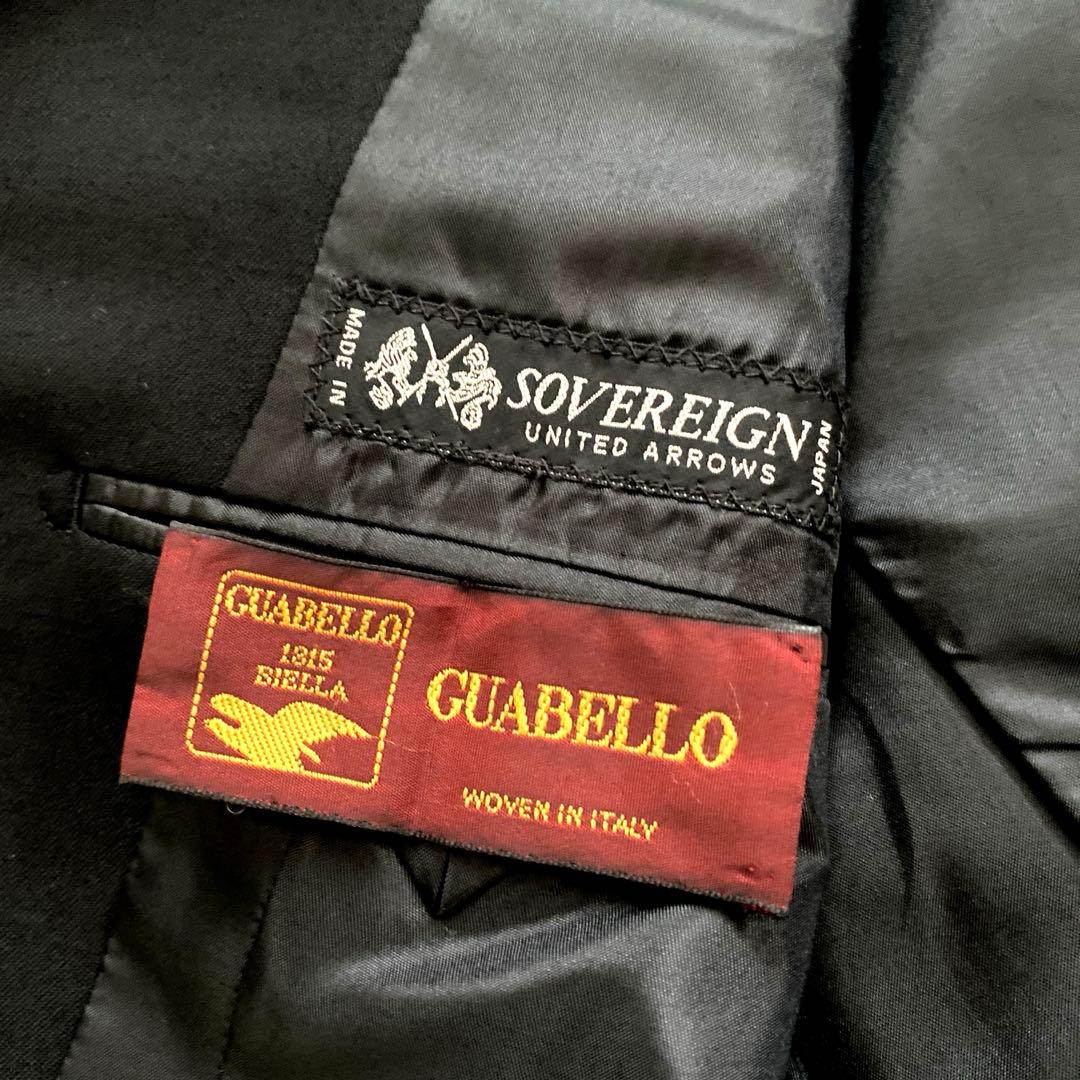 MADE IN
SOVEREIGN
UNITED ARROWS
JAPAN
GUABELLO
1815
BIELLA
GUABELLO
WOVEN IN ITALY